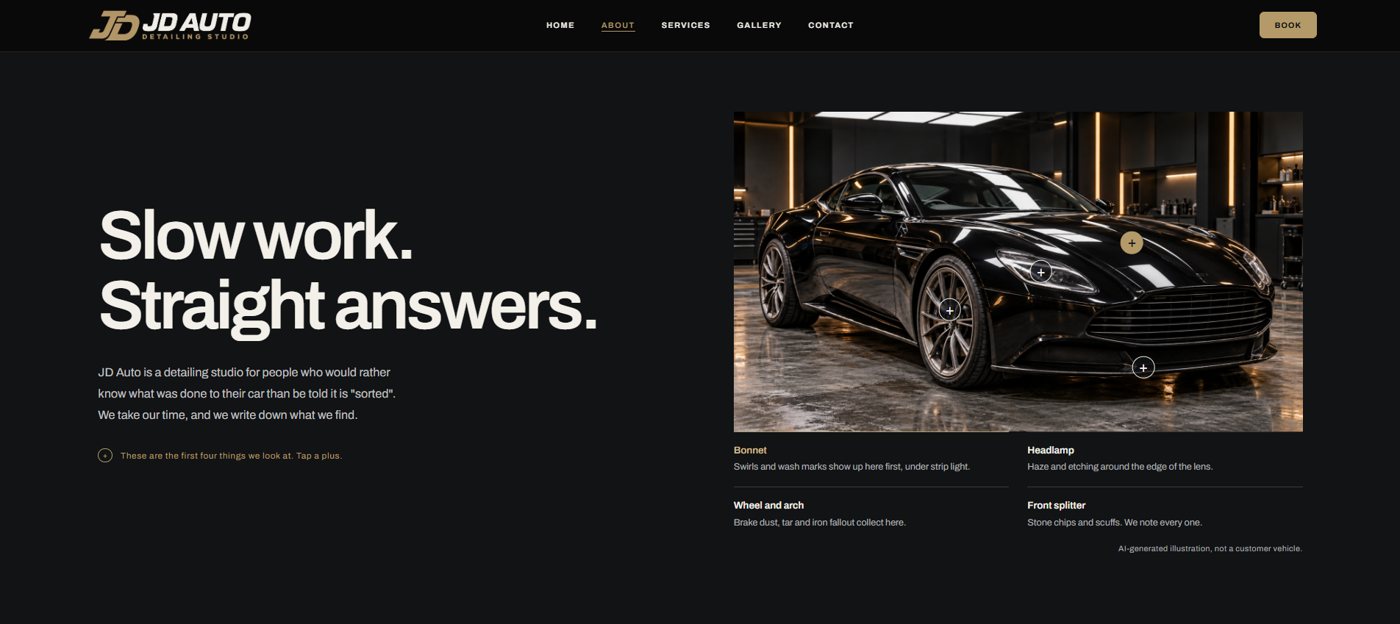 JD JD AUTO
DETAILING STUDIO
HOME ABOUT SERVICES GALLERY CONTACT
BOOK
Slow work.
Straight answers.
JD Auto is a detailing studio for people who would rather
know what was done to their car than be told it is "sorted".
We take our time, and we write down what we find.
+ These are the first four things we look at. Tap a plus.
Bonnet
Swirls and wash marks show up here first, under strip light.
Headlamp
Haze and etching around the edge of the lens.
Wheel and arch
Brake dust, tar and iron fallout collect here.
Front splitter
Stone chips and scuffs. We note every one.
AI-generated illustration, not a customer vehicle.